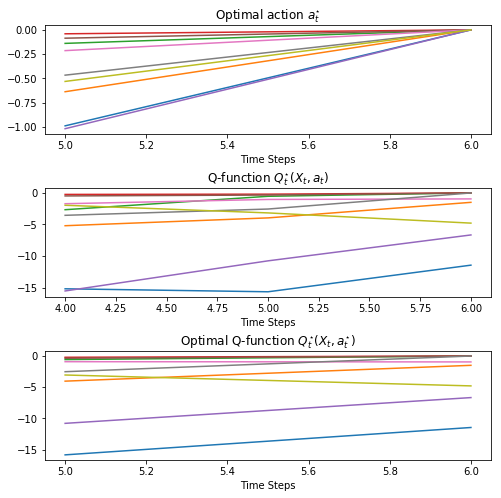 Optimal action $a_t^\star$
0.00
−0.25
−0.50
−0.75
−1.00
5.0 5.2 5.4 5.6 5.8 6.0
Time Steps
Q-function $Q_t^\star(X_t, a_t)$
0
−5
−10
−15
4.00 4.25 4.50 4.75 5.00 5.25 5.50 5.75 6.00
Time Steps
Optimal Q-function $Q_t^\star(X_t, a_t^\star)$
0
−5
−10
−15
5.0 5.2 5.4 5.6 5.8 6.0
Time Steps